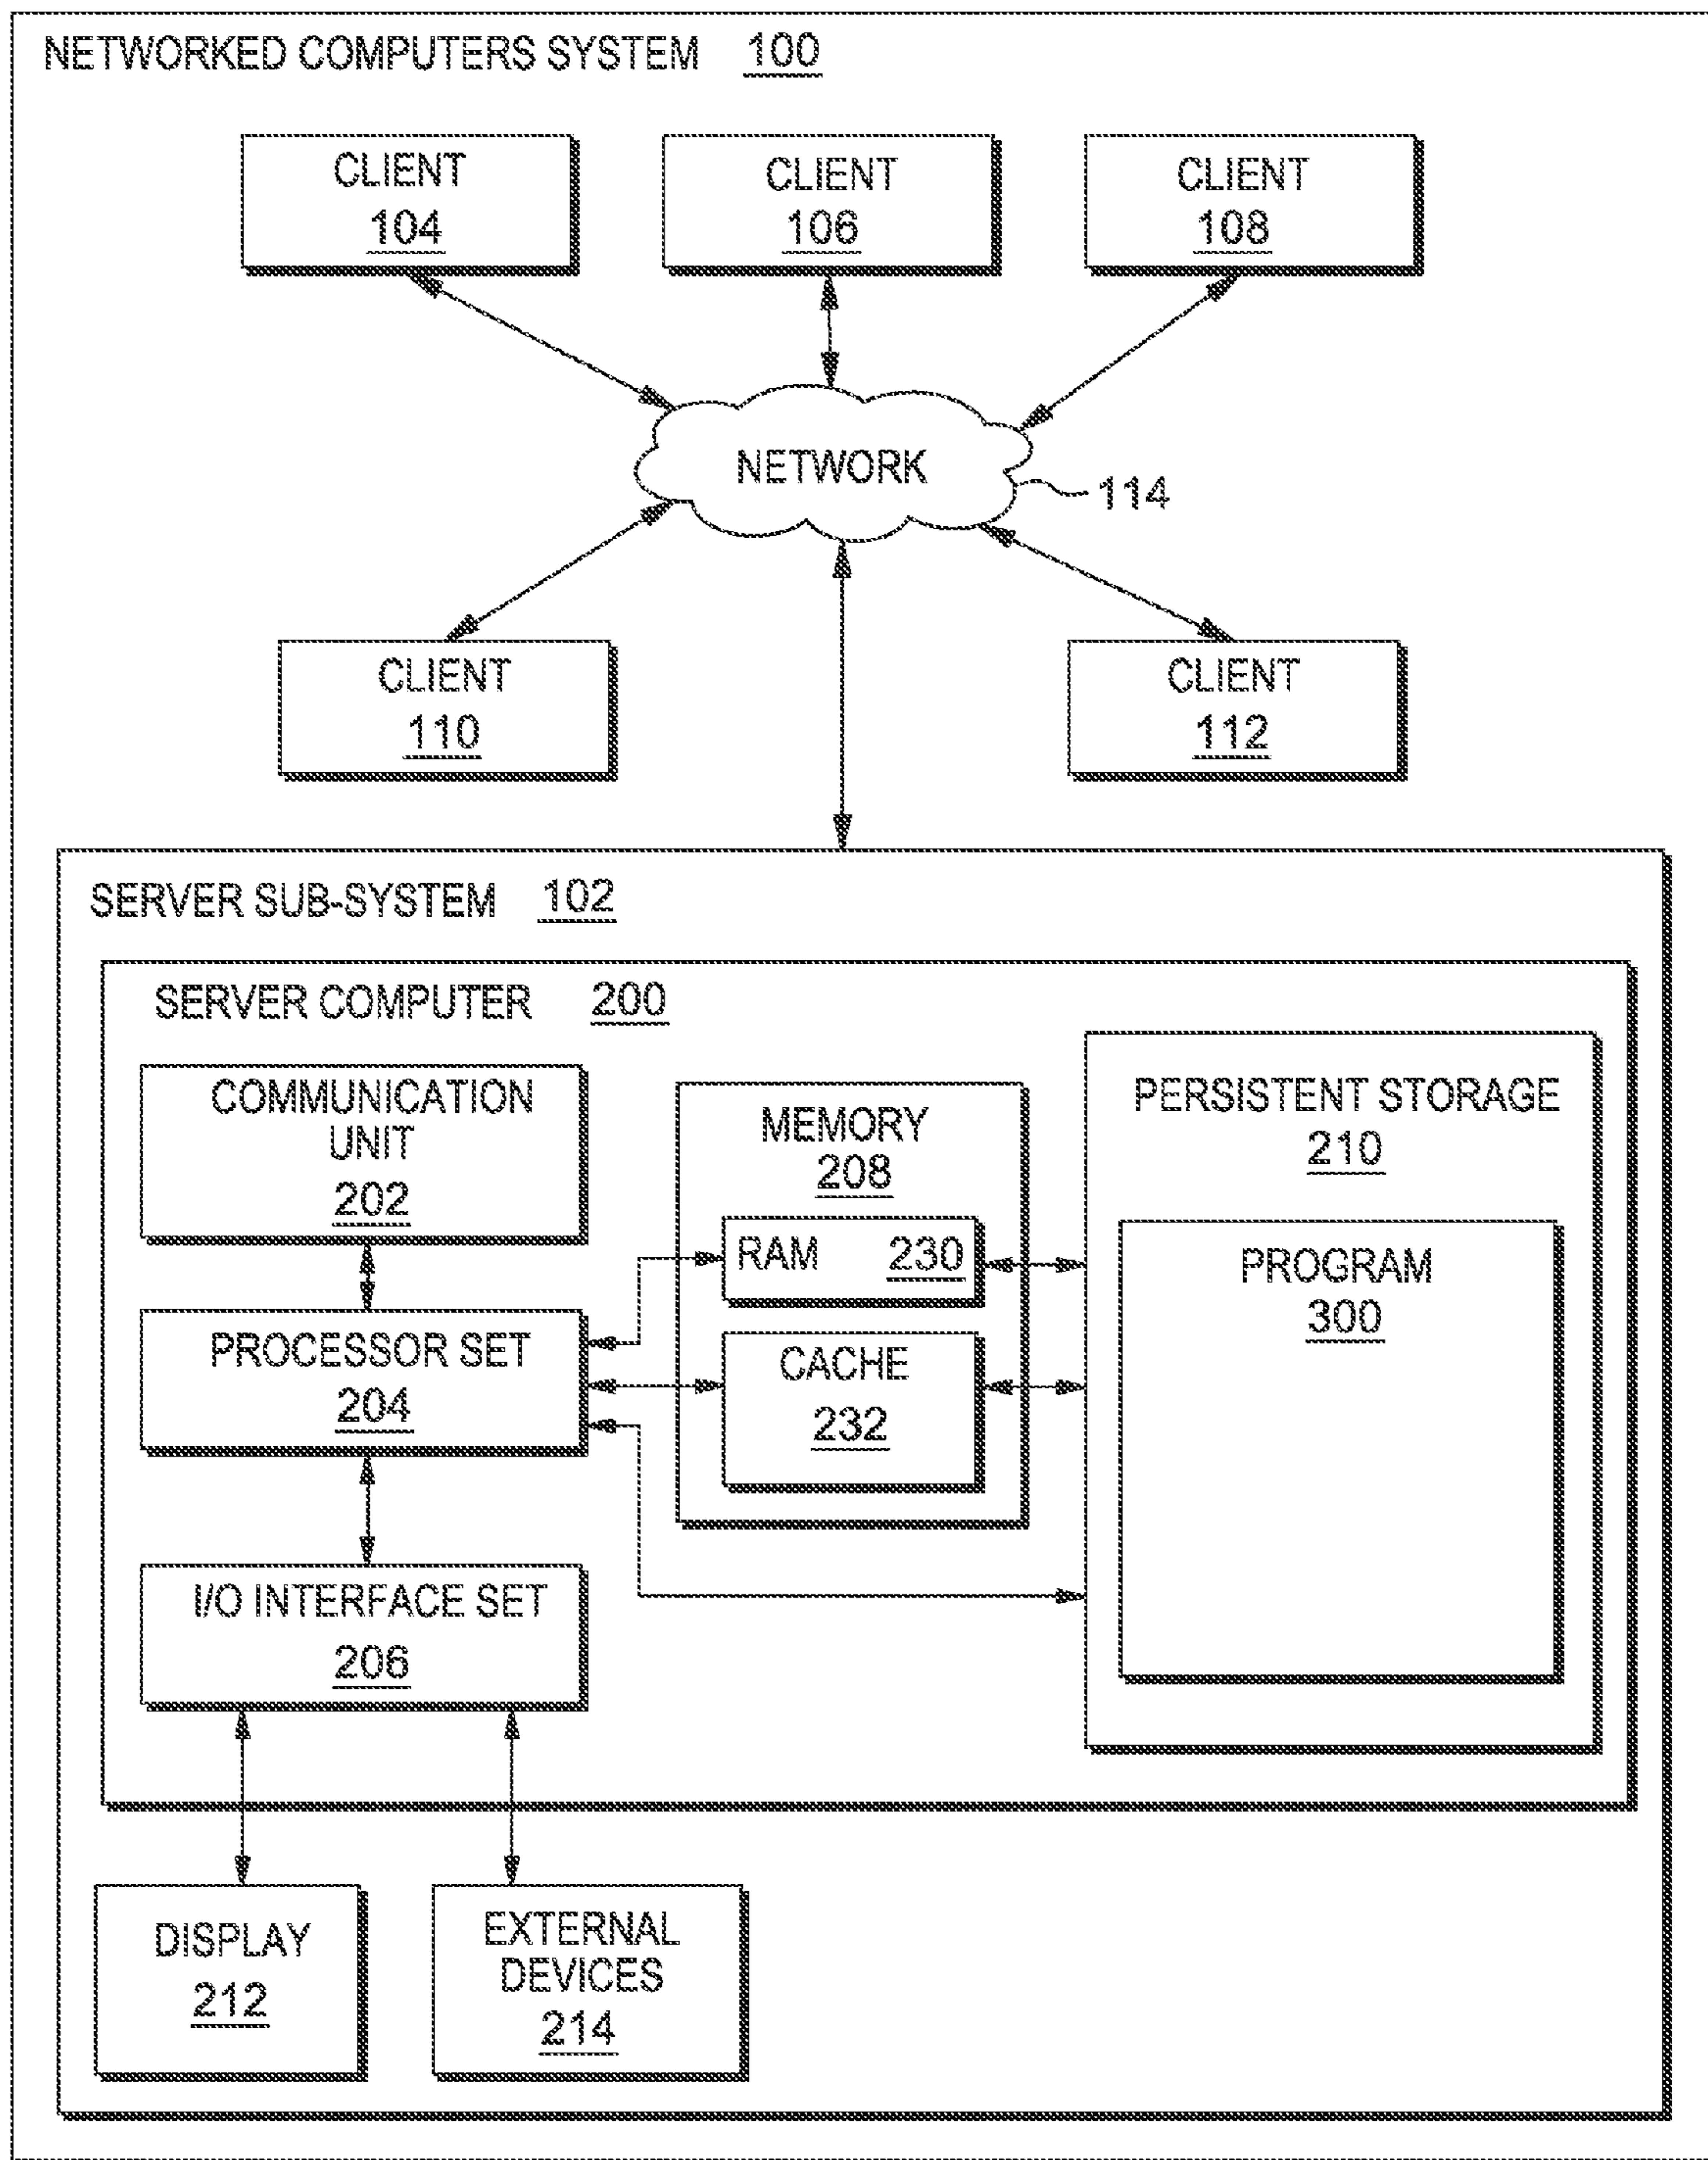 NETWORKED COMPUTERS SYSTEM 100
CLIENT
104
CLIENT
106
CLIENT
108
NETWORK
114
CLIENT
110
CLIENT
112
SERVER SUB-SYSTEM 102
SERVER COMPUTER 200
COMMUNICATION
UNIT
202
PROCESSOR SET
204
I/O INTERFACE SET
206
MEMORY
208
RAM 230
CACHE
232
PERSISTENT STORAGE
210
PROGRAM
300
DISPLAY
212
EXTERNAL
DEVICES
214